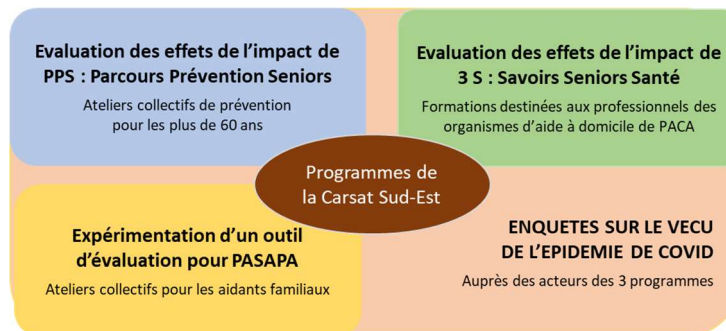 Evaluation des effets de l'impact de
PPS : Parcours Prévention Seniors
Ateliers collectifs de prévention
pour les plus de 60 ans
Evaluation des effets de l'impact de
3 S : Savoirs Seniors Santé
Formations destinées aux professionnels des
organismes d'aide à domicile de PACA
Programmes de
la Carsat Sud-Est
Expérimentation d'un outil
d'évaluation pour PASAPA
Ateliers collectifs pour les aidants familiaux
ENQUETES SUR LE VECU
DE L'EPIDEMIE DE COVID
Auprès des acteurs des 3 programmes